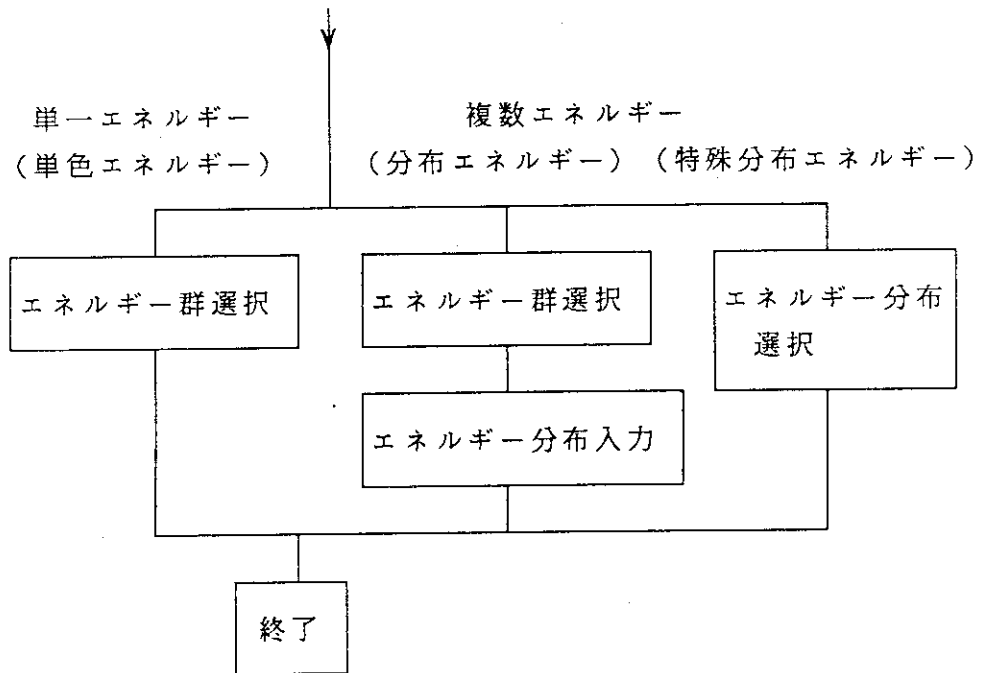 単一エネルギー
(単色エネルギー)
複数エネルギー
(分布エネルギー) (特殊分布エネルギー)
エネルギー群選択
エネルギー群選択
エネルギー分布
選択
エネルギー分布入力
終了